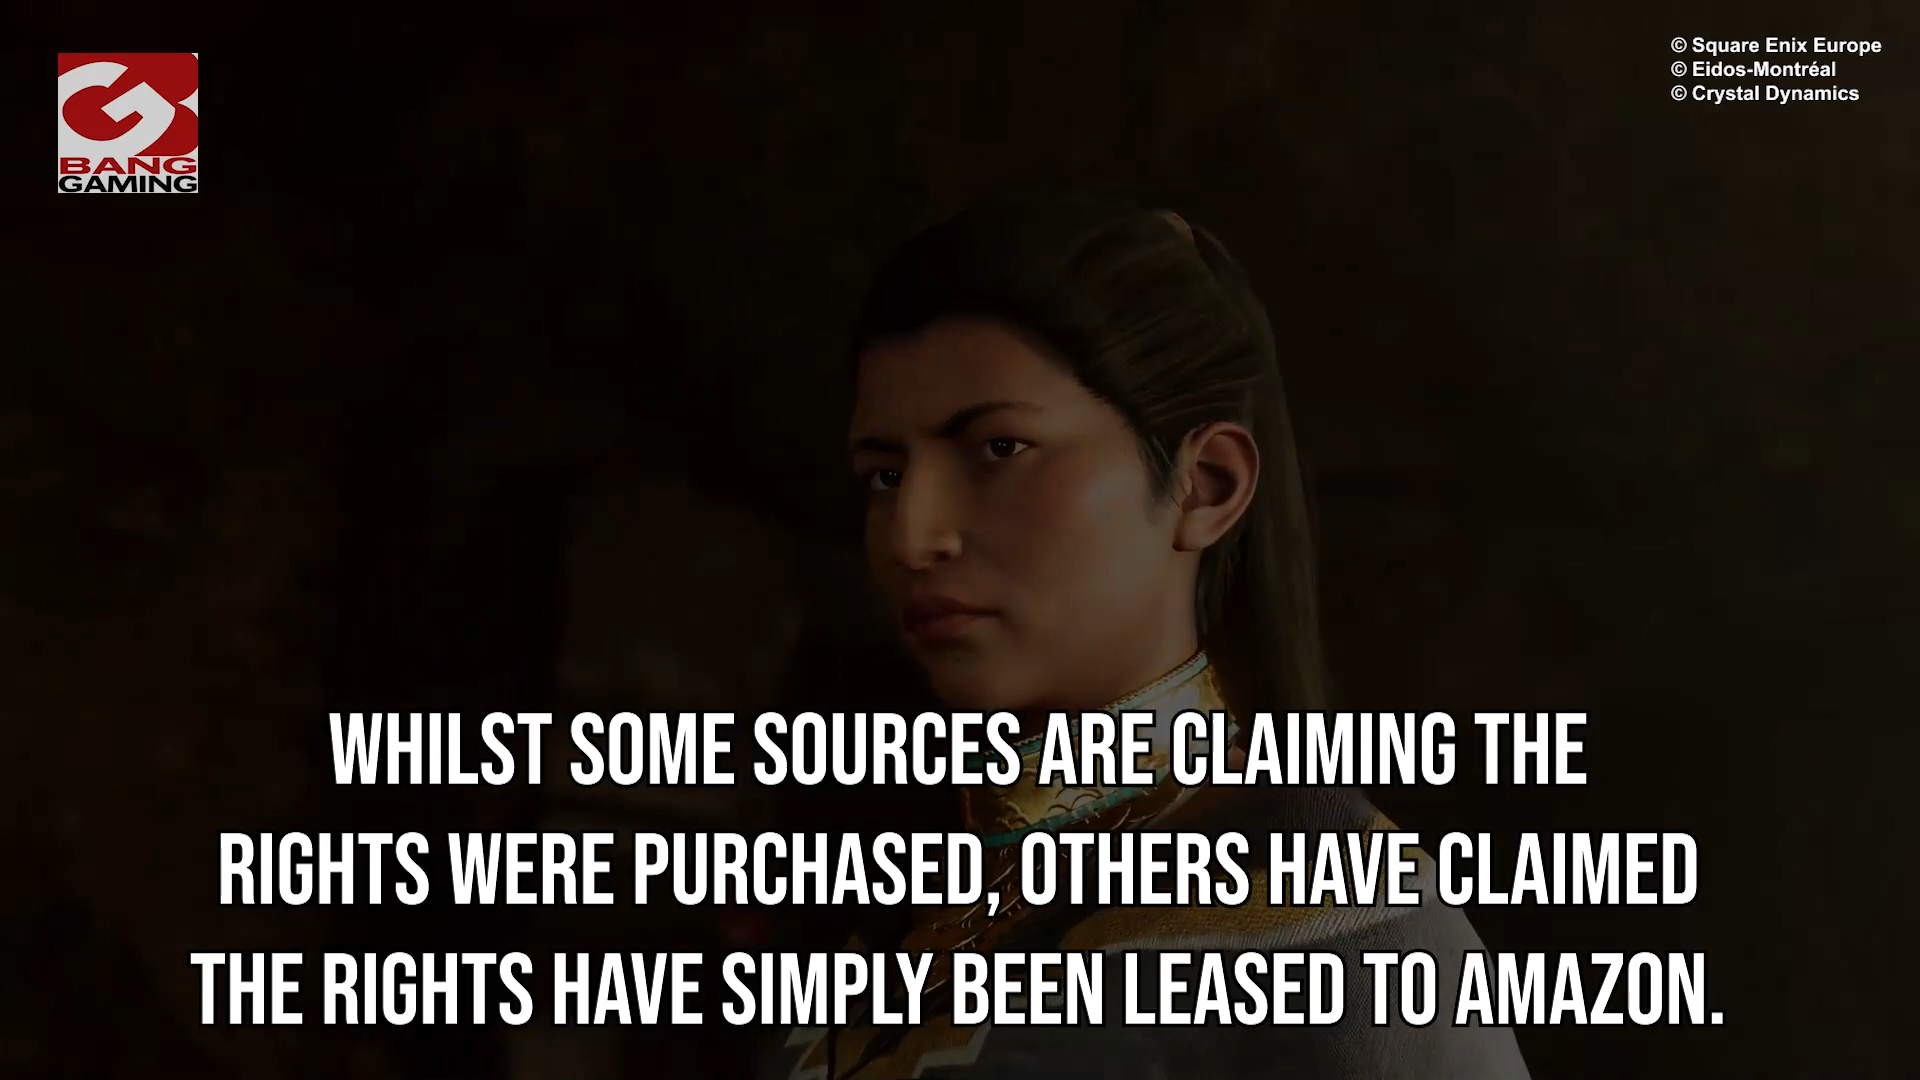 BANG
GAMING
© Square Enix Europe
© Eidos-Montréal
© Crystal Dynamics
WHILST SOME SOURCES ARE CLAIMING THE
RIGHTS WERE PURCHASED, OTHERS HAVE CLAIMED
THE RIGHTS HAVE SIMPLY BEEN LEASED TO AMAZON.